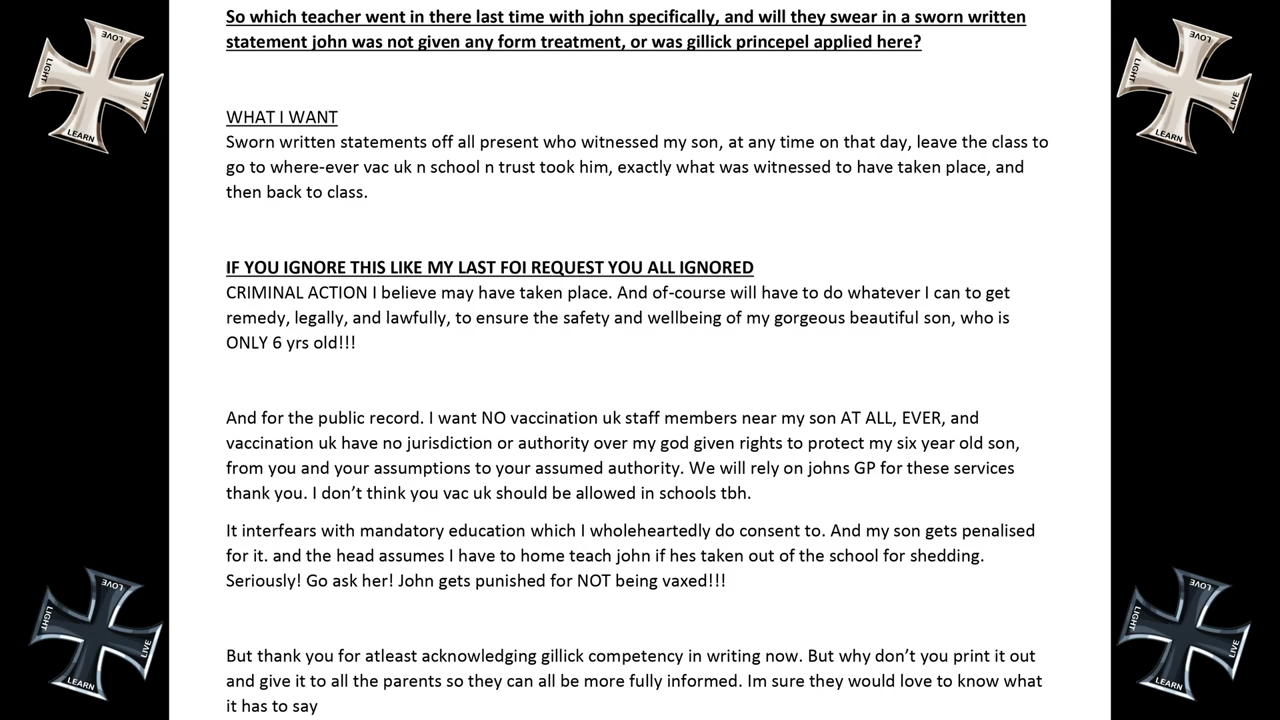 So which teacher went in there last time with john specifically, and will they swear in a sworn written
statement john was not given any form treatment, or was gillick princepel applied here?
WHAT I WANT
Sworn written statements off all present who witnessed my son, at any time on that day, leave the class to
go to where-ever vac uk n school n trust took him, exactly what was witnessed to have taken place, and
then back to class.
IF YOU IGNORE THIS LIKE MY LAST FOI REQUEST YOU ALL IGNORED
CRIMINAL ACTION I believe may have taken place. And of-course will have to do whatever I can to get
remedy, legally, and lawfully, to ensure the safety and wellbeing of my gorgeous beautiful son, who is
ONLY 6 yrs old!!!
And for the public record. I want NO vaccination uk staff members near my son AT ALL, EVER, and
vaccination uk have no jurisdiction or authority over my god given rights to protect my six year old son,
from you and your assumptions to your assumed authority. We will rely on johns GP for these services
thank you. I don’t think you vac uk should be allowed in schools tbh.
It interfears with mandatory education which I wholeheartedly do consent to. And my son gets penalised
for it. and the head assumes I have to home teach john if hes taken out of the school for shedding.
Seriously! Go ask her! John gets punished for NOT being vaxed!!!
But thank you for atleast acknowledging gillick competency in writing now. But why don’t you print it out
and give it to all the parents so they can all be more fully informed. Im sure they would love to know what
it has to say
LOVE
LIGHT
LIVE
LEARN
LOVE
LIGHT
LIVE
LEARN
LOVE
LIGHT
LIVE
LEARN
LOVE
LIGHT
LIVE
LEARN